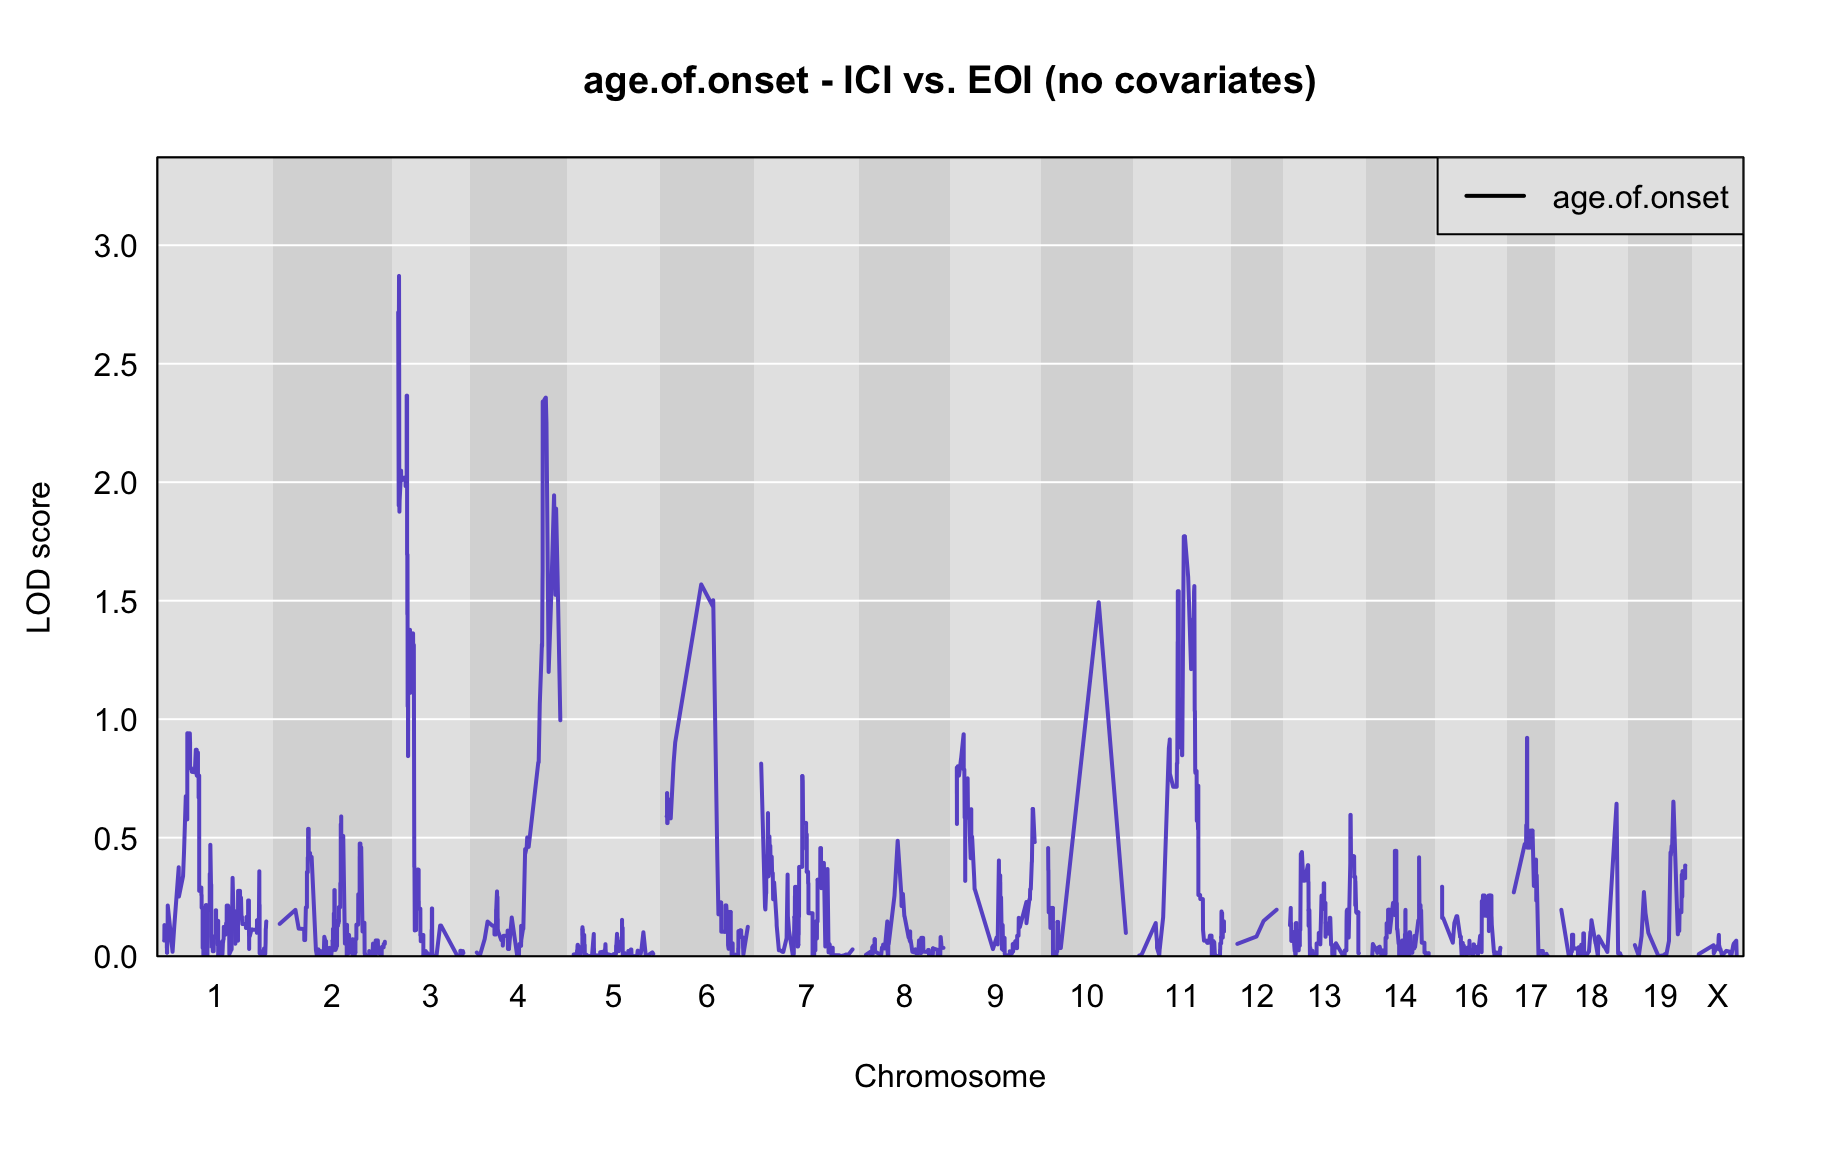 age.of.onset - ICI vs. EOI (no covariates)
age.of.onset
3.0
2.5
2.0
1.5
1.0
0.5
0.0
LOD score
1 2 3 4 5 6 7 8 9 10 11 12 13 14 16 17 18 19 X
Chromosome